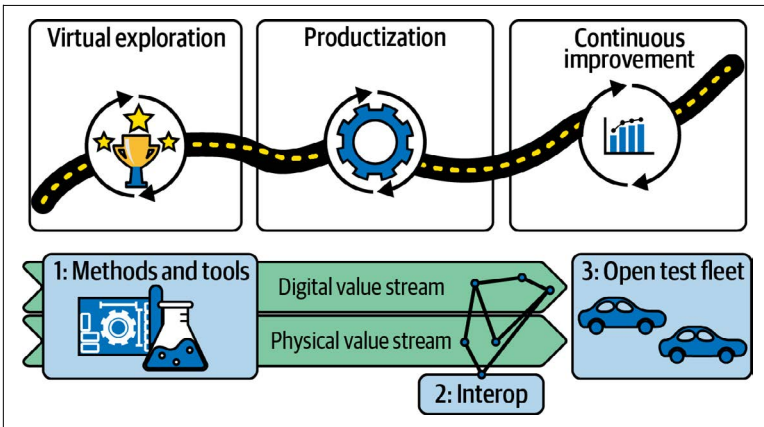 Virtual exploration
Productization
Continuous
improvement
1: Methods and tools
Digital value stream
Physical value stream
2: Interop
3: Open test fleet